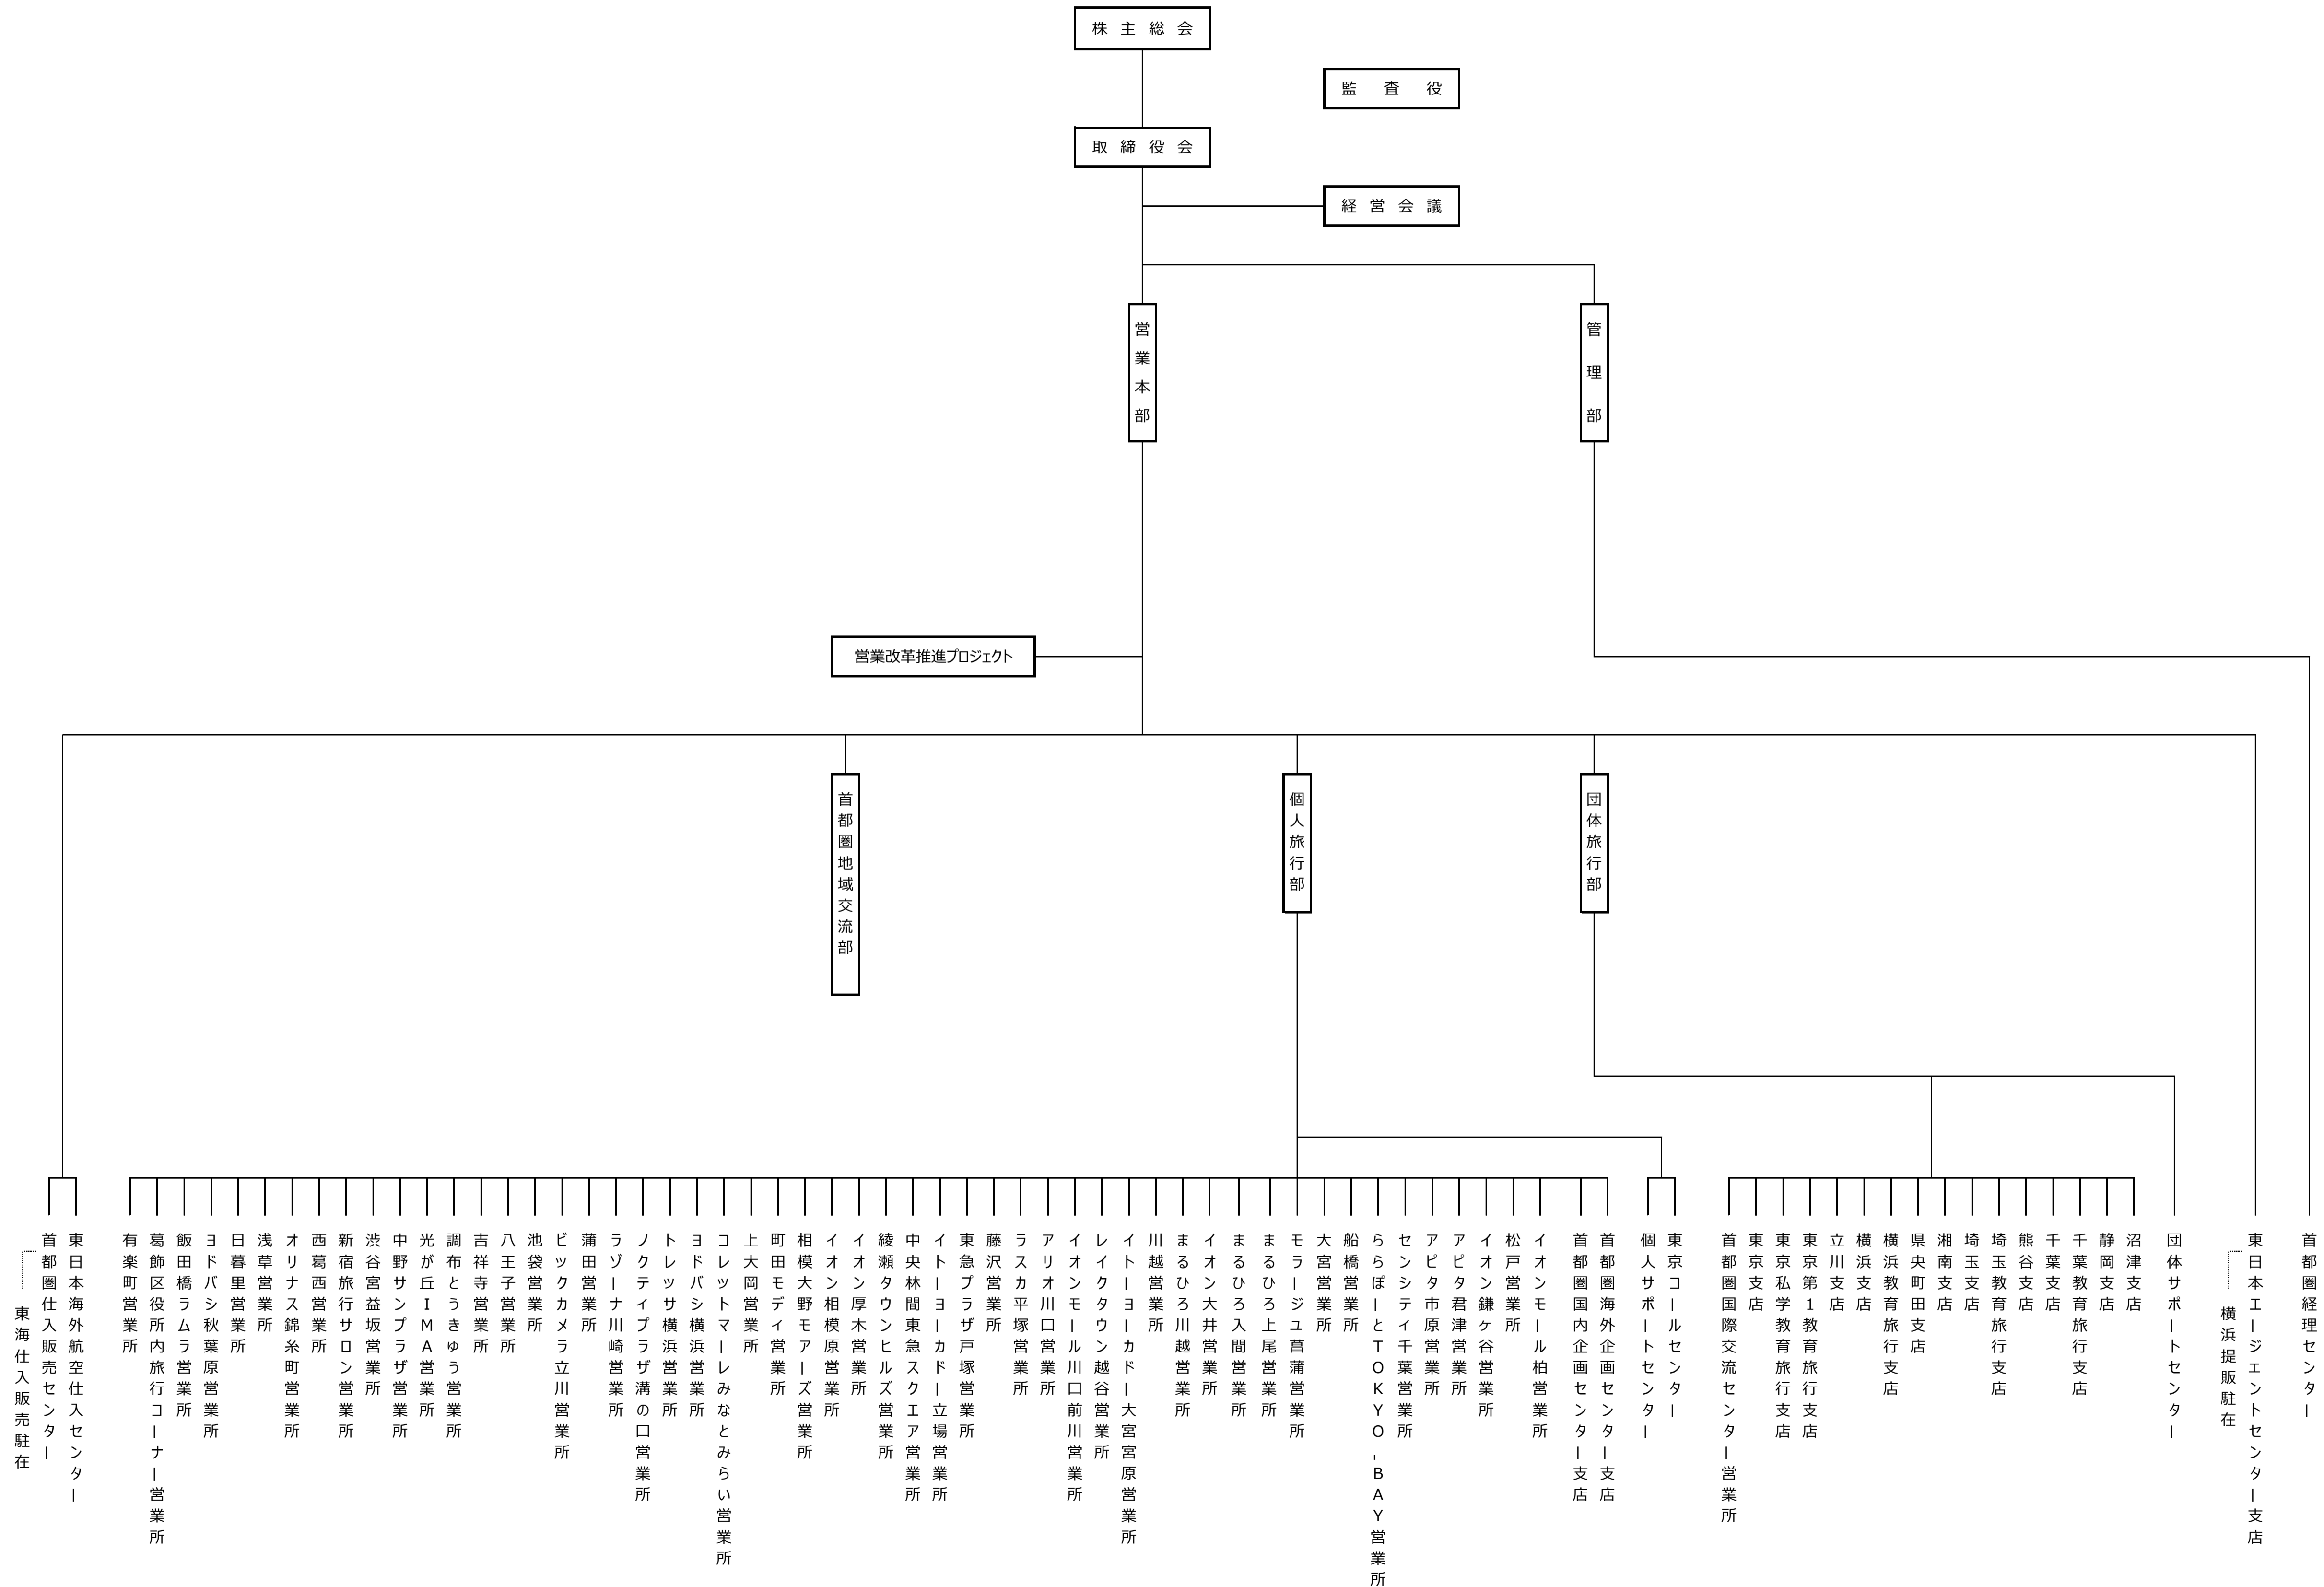 株主総会
監査役
取締役会
経営会議
営業本部
管理部
営業改革推進プロジェクト
首都圏地域交流部
個人旅行部
団体旅行部
東海仕入販売駐在
首都圏仕入販売センター
東日本海外航空仕入センター
有楽町営業所
葛飾区役所内旅行コーナー営業所
飯田橋ラムラ営業所
ヨドバシ秋葉原営業所
日暮里営業所
浅草営業所
オリナス錦糸町営業所
西葛西営業所
新宿旅行サロン営業所
渋谷宮益坂営業所
中野サンプラザ営業所
光が丘IMA営業所
調布とうきゅう営業所
吉祥寺営業所
八王子営業所
池袋営業所
ビックカメラ立川営業所
蒲田営業所
ラゾーナ川崎営業所
ノクティプラザ溝の口営業所
トレッサ横浜営業所
ヨドバシ横浜営業所
コレットマーレみなとみらい営業所
上大岡営業所
町田モディ営業所
相模大野モアーズ営業所
イオン相模原営業所
イオン厚木営業所
綾瀬タウンヒルズ営業所
中央林間東急スクエア営業所
イトーヨーカドー立場営業所
東急プラザ戸塚営業所
藤沢営業所
ラスカ平塚営業所
アリオ川口営業所
イオンモール川口前川営業所
レイクタウン越谷営業所
イトーヨーカドー大宮宮原営業所
川越営業所
まるひろ川越営業所
イオン大井営業所
まるひろ入間営業所
まるひろ上尾営業所
モラージュ菖蒲営業所
大宮営業所
船橋営業所
ららぽーとTOKYO-BAY営業所
センシティ千葉営業所
アピタ市原営業所
アピタ君津営業所
イオン鎌ヶ谷営業所
松戸営業所
イオンモール柏営業所
首都圏国内企画センター支店
首都圏海外企画センター支店
個人サポートセンター
東京コールセンター
首都圏国際交流センター営業所
東京支店
東京私学教育旅行支店
東京第1教育旅行支店
立川支店
横浜支店
横浜教育旅行支店
県央町田支店
湘南支店
埼玉支店
埼玉教育旅行支店
熊谷支店
千葉支店
千葉教育旅行支店
静岡支店
沼津支店
団体サポートセンター
横浜提販駐在
東日本エージェントセンター支店
首都圏経理センター